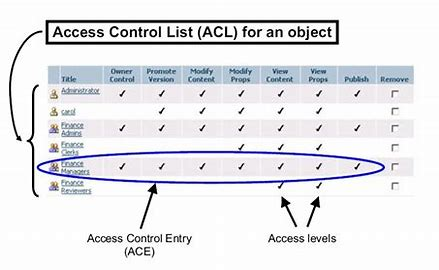 Access Control List (ACL) for an object
Title Owner Control Promote Version Modify Content Modify Props View Content View Props Publish Remove
Administrator ✓ ✓ ✓ ✓ ✓ ✓ ✓
carol ✓ ✓ ✓ ✓ ✓
Finance Admins ✓ ✓ ✓ ✓ ✓ ✓ ✓
Finance Clerks ✓ ✓ ✓
Finance Managers ✓ ✓ ✓ ✓ ✓ ✓ ✓
Finance Reviewers ✓ ✓
Access Control Entry
(ACE)
Access levels